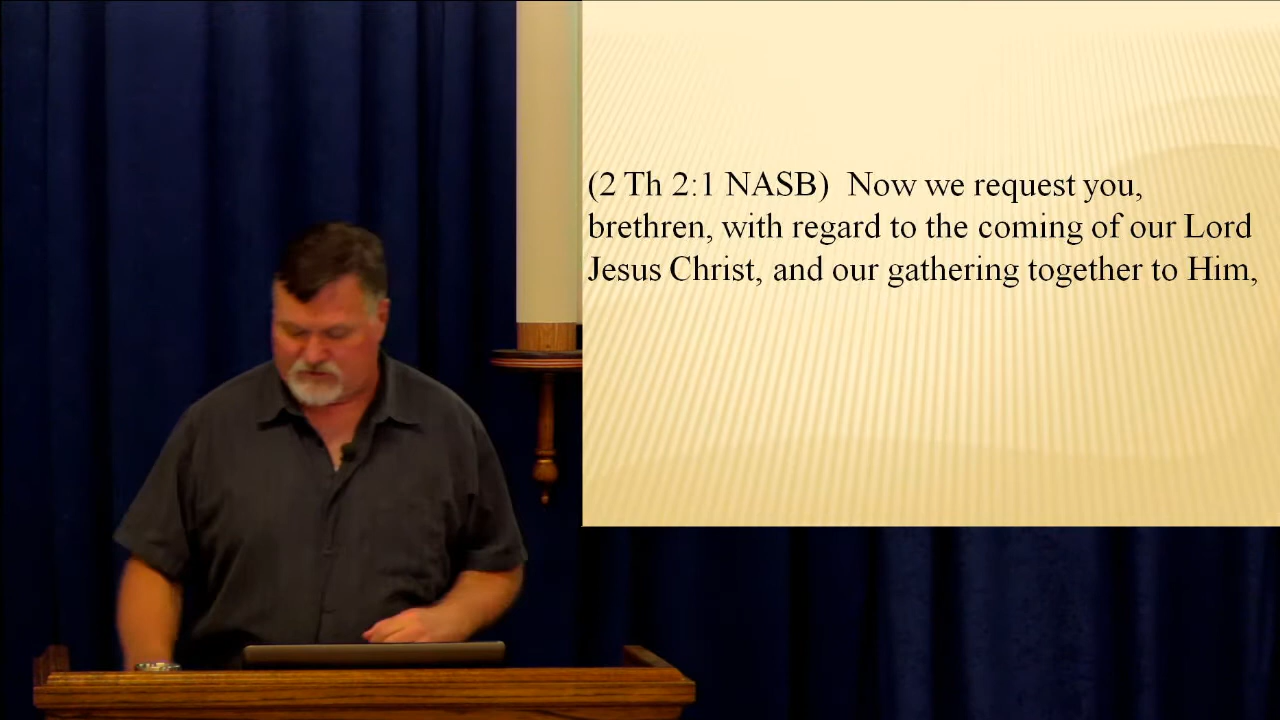 (2 Th 2:1 NASB)  Now we request you,
brethren, with regard to the coming of our Lord
Jesus Christ, and our gathering together to Him,